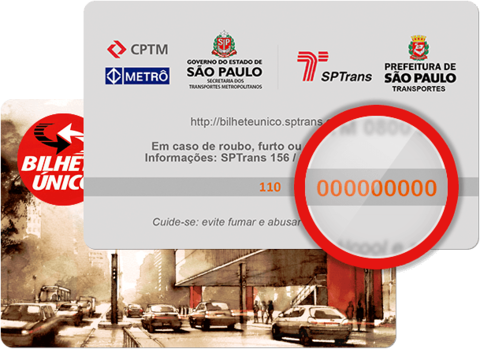 CPTM
METRÔ
GOVERNO DO ESTADO DE
SÃO PAULO
SECRETARIA DOS
TRANSPORTES METROPOLITANOS
SPTrans
PREFEITURA DE
SÃO PAULO
TRANSPORTES
http://bilheteunico.sptrans.
0800
Em caso de roubo, furto ou
Informações: SPTrans 156 /
110 000000000
Cuide-se: evite fumar e abusar
BILHETE
ÚNICO